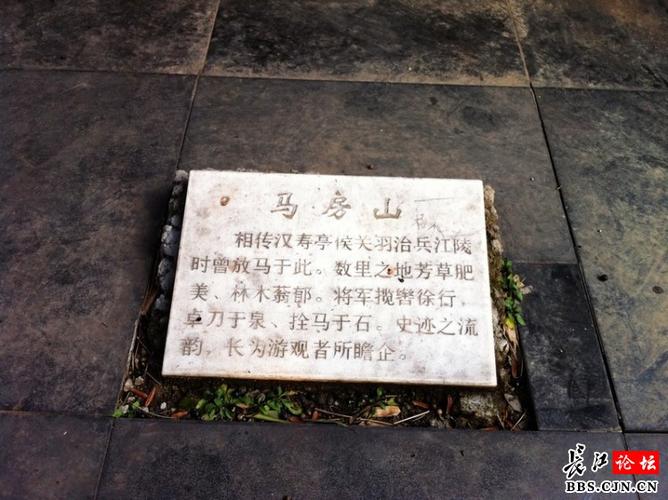 马房山
相传汉寿亭侯关羽治兵江陵
时曾放马于此。数里之地芳草肥
美、林木蓊郁。将军揽辔徐行，
卓刀于泉、拴马于石。史迹之流
韵，长为游观者所瞻企。
长江论坛
BBS.CJN.CN